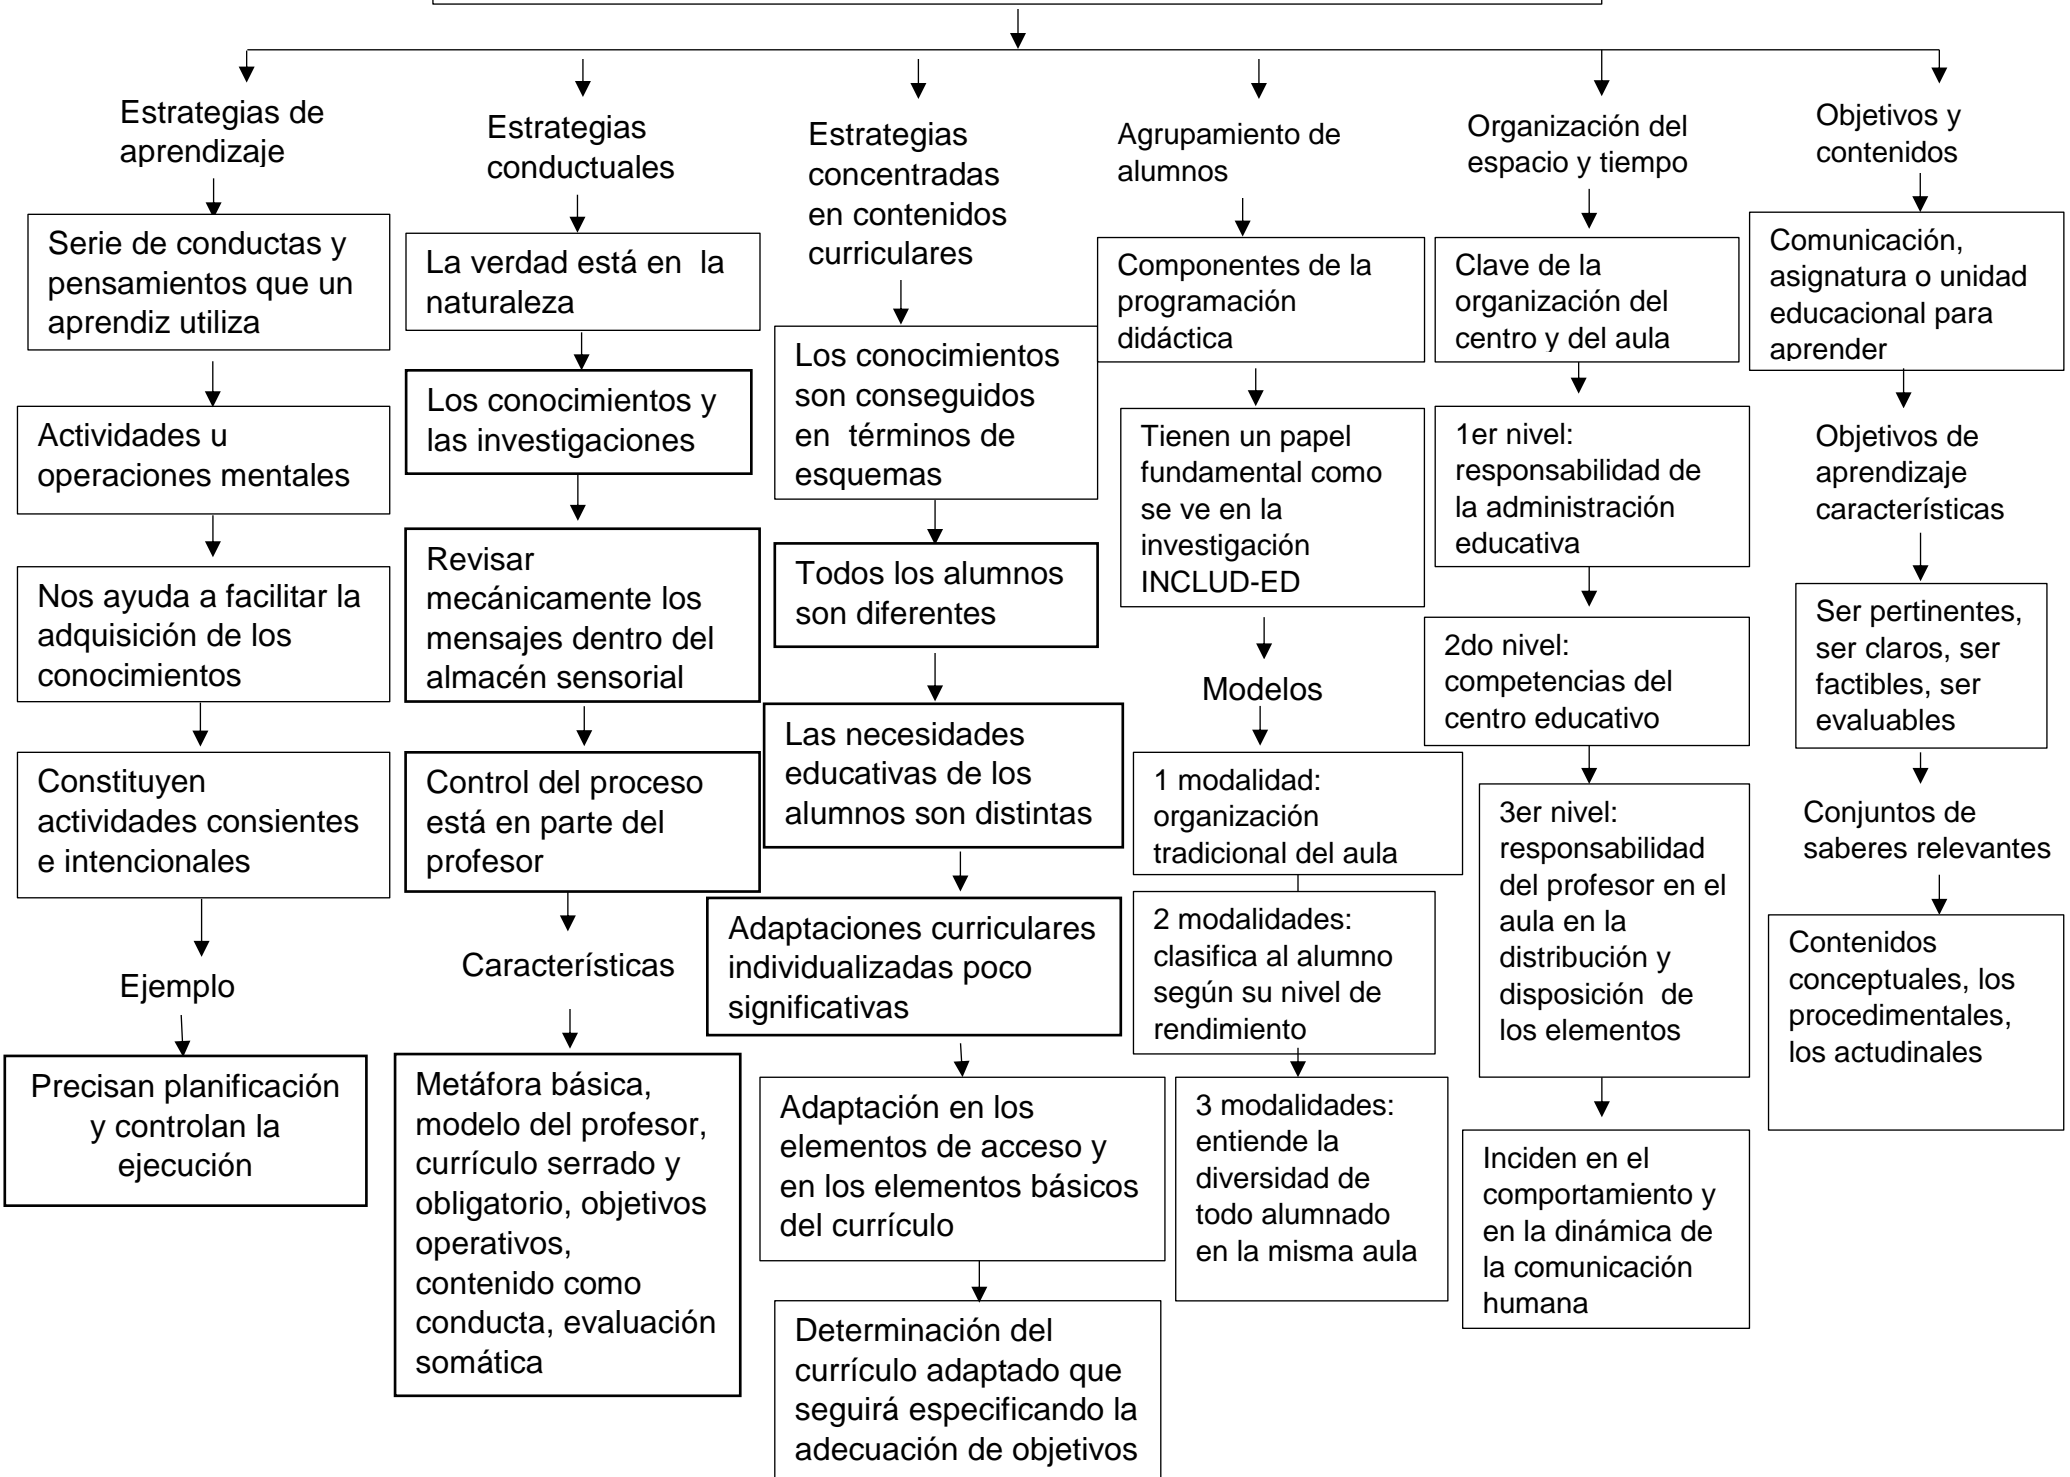 Estrategias de
aprendizaje
Serie de conductas y
pensamientos que un
aprendiz utiliza
Actividades u
operaciones mentales
Nos ayuda a facilitar la
adquisición de los
conocimientos
Constituyen
actividades consientes
e intencionales
Ejemplo
Precisan planificación
y controlan la
ejecución
Estrategias
conductuales
La verdad está en la
naturaleza
Los conocimientos y
las investigaciones
Revisar
mecánicamente los
mensajes dentro del
almacén sensorial
Control del proceso
está en parte del
profesor
Características
Metáfora básica,
modelo del profesor,
currículo serrado y
obligatorio, objetivos
operativos,
contenido como
conducta, evaluación
somática
Estrategias
concentradas
en contenidos
curriculares
Los conocimientos
son conseguidos
en términos de
esquemas
Todos los alumnos
son diferentes
Las necesidades
educativas de los
alumnos son distintas
Adaptaciones curriculares
individualizadas poco
significativas
Adaptación en los
elementos de acceso y
en los elementos básicos
del currículo
Determinación del
currículo adaptado que
seguirá especificando la
adecuación de objetivos
Agrupamiento de
alumnos
Componentes de la
programación
didáctica
Tienen un papel
fundamental como
se ve en la
investigación
INCLUD-ED
Modelos
1 modalidad:
organización
tradicional del aula
2 modalidades:
clasifica al alumno
según su nivel de
rendimiento
3 modalidades:
entiende la
diversidad de
todo alumnado
en la misma aula
Organización del
espacio y tiempo
Clave de la
organización del
centro y del aula
1er nivel:
responsabilidad de
la administración
educativa
2do nivel:
competencias del
centro educativo
3er nivel:
responsabilidad
del profesor en el
aula en la
distribución y
disposición de
los elementos
Inciden en el
comportamiento y
en la dinámica de
la comunicación
humana
Objetivos y
contenidos
Comunicación,
asignatura o unidad
educacional para
aprender
Objetivos de
aprendizaje
características
Ser pertinentes,
ser claros, ser
factibles, ser
evaluables
Conjuntos de
saberes relevantes
Contenidos
conceptuales, los
procedimentales,
los actudinales